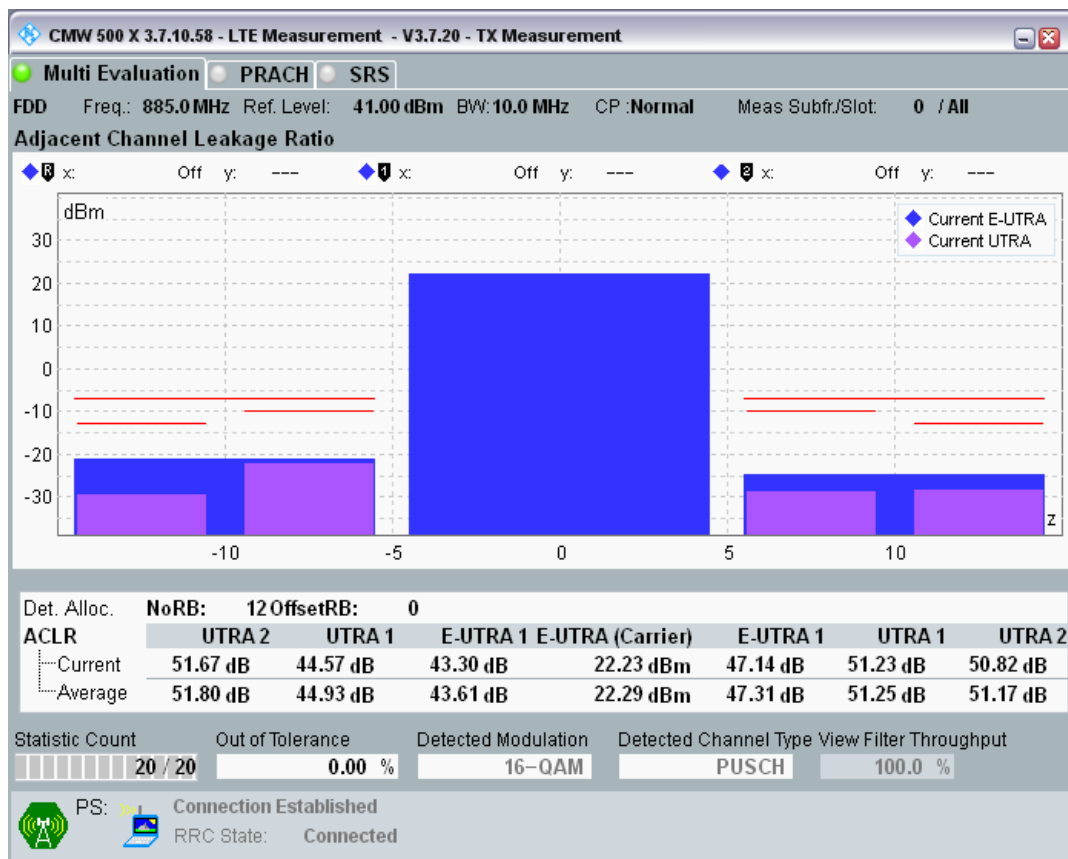 CMW 500 X 3.7.10.58 - LTE Measurement - V3.7.20 - TX Measurement
Multi Evaluation PRACH SRS
FDD Freq.: 885.0 MHz Ref. Level: 41.00 dBm BW: 10.0 MHz CP :Normal Meas Subfr./Slot: 0 / All
Adjacent Channel Leakage Ratio
R x: Off y: --- 1 x: Off y: --- 2 x: Off y: ---
dBm
Current E-UTRA
Current UTRA
30
20
10
0
-10
-20
-30
z
-10 -5 0 5 10
Det. Alloc. NoRB: 12 OffsetRB: 0
ACLR UTRA 2 UTRA 1 E-UTRA 1 E-UTRA (Carrier) E-UTRA 1 UTRA 1 UTRA 2
Current 51.67 dB 44.57 dB 43.30 dB 22.23 dBm 47.14 dB 51.23 dB 50.82 dB
Average 51.80 dB 44.93 dB 43.61 dB 22.29 dBm 47.31 dB 51.25 dB 51.17 dB
Statistic Count Out of Tolerance Detected Modulation Detected Channel Type View Filter Throughput
20 / 20 0.00 % 16-QAM PUSCH 100.0 %
PS: Connection Established
RRC State: Connected